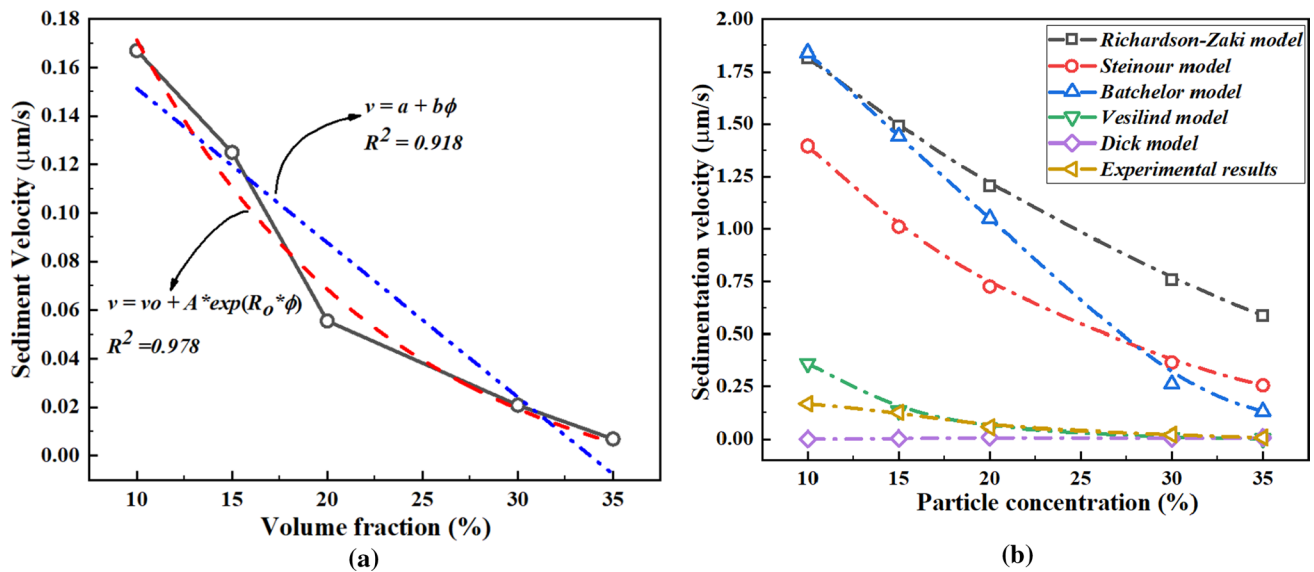 0.18
0.16
0.14
0.12
0.10
0.08
0.06
0.04
0.02
0.00
Sediment Velocity (μm/s)
v = a + bϕ
R² = 0.918
v = vo + A*exp(Rₒ*ϕ)
R² =0.978
10 15 20 25 30 35
Volume fraction (%)
(a)
2.00
1.75
1.50
1.25
1.00
0.75
0.50
0.25
0.00
Sedimentation velocity (μm/s)
Richardson-Zaki model
Steinour model
Batchelor model
Vesilind model
Dick model
Experimental results
10 15 20 25 30 35
Particle concentration (%)
(b)